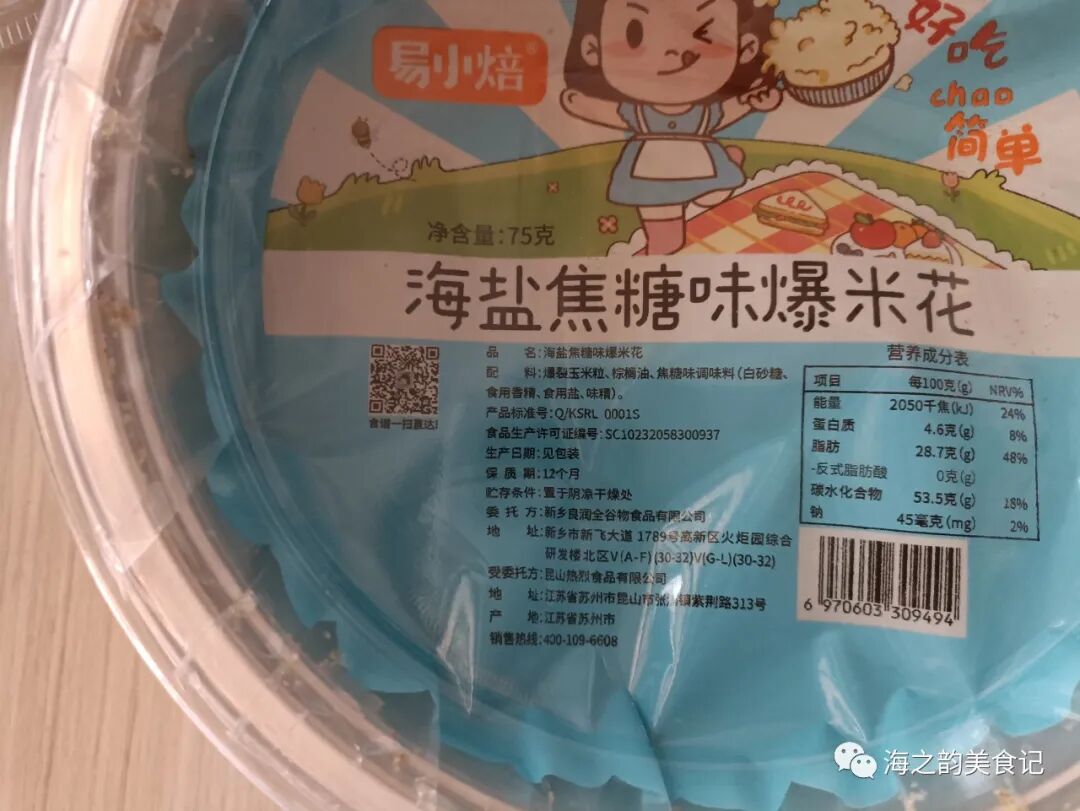 易小焙®
好吃
chao
简单
净含量:75克
海盐焦糖味爆米花
食谱一扫直达!
品 名:海盐焦糖味爆米花
配 料:爆裂玉米粒、棕榈油、焦糖味调味料(白砂糖、
食用香精、食用盐、味精)。
产品标准号:Q/KSRL 0001S
食品生产许可证编号:SC10232058300937
生产日期:见包装
保 质 期:12个月
贮存条件:置于阴凉干燥处
委 托 方:新乡良润全谷物食品有限公司
地 址:新乡市新飞大道 1789号高新区火炬园综合
研发楼北区V(A-F)(30-32)V(G-L)(30-32)
受委托方:昆山热烈食品有限公司
地 址:江苏省苏州市昆山市张浦镇紫荆路313号
产 地:江苏省苏州市
销售热线:400-109-6608
营养成分表
项目 每100克(g) NRV%
能量 2050千焦(kJ) 24%
蛋白质 4.6克(g) 8%
脂肪 28.7克(g) 48%
-反式脂肪酸 0克(g)
碳水化合物 53.5克(g) 18%
钠 45毫克(mg) 2%
6 970603 309494
海之韵美食记